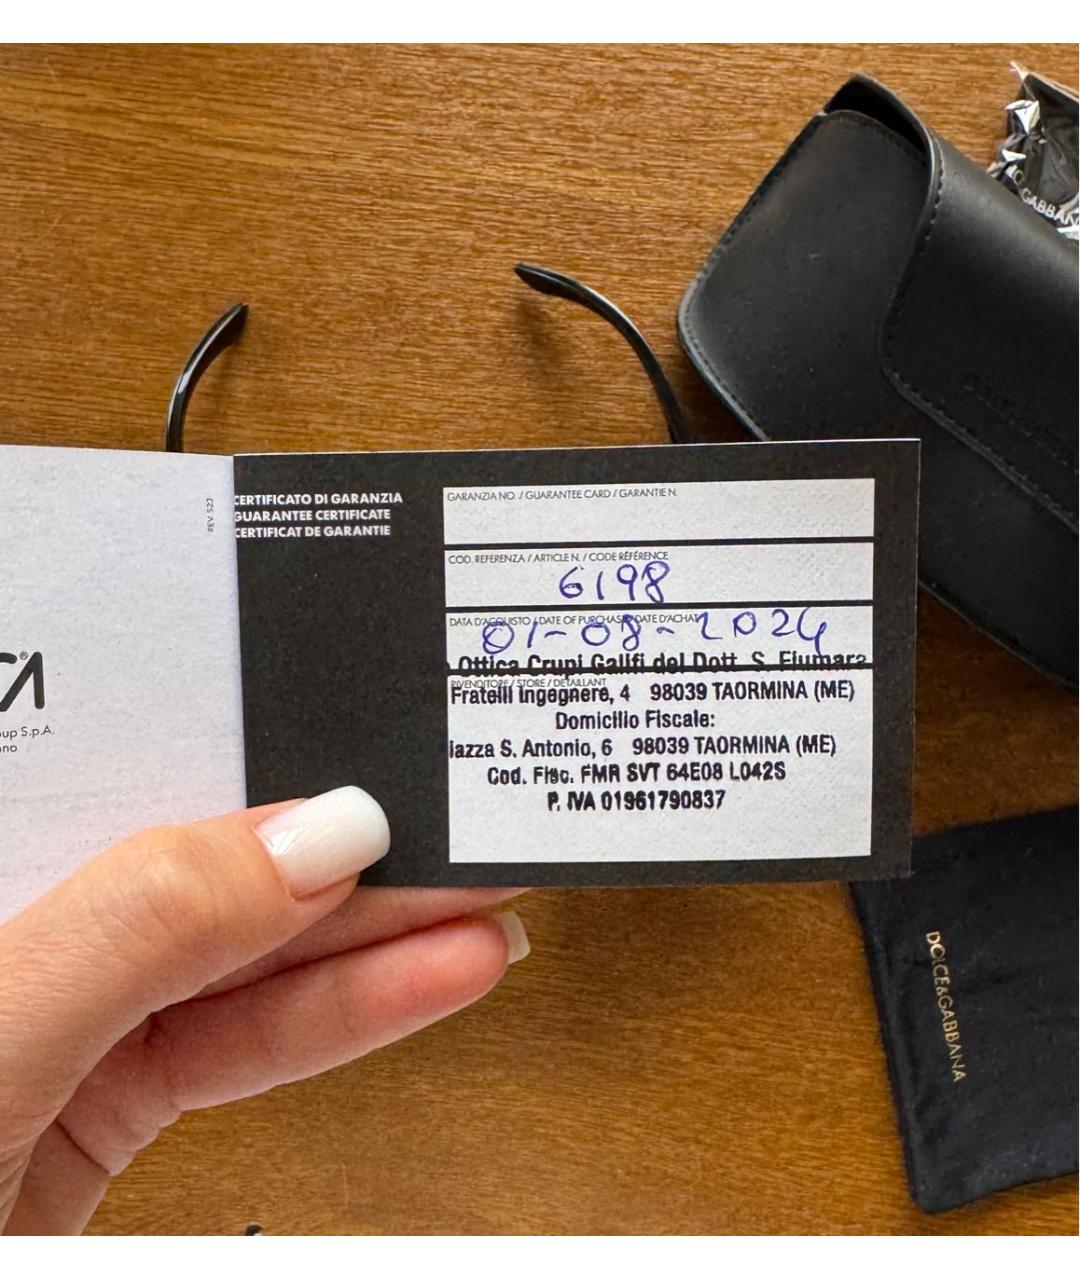 GABBAN
REV. 523
up S.p.A.
CERTIFICATO DI GARANZIA
GUARANTEE CERTIFICATE
CERTIFICAT DE GARANTIE
GARANZIA NO. / GUARANTEE CARD / GARANTIE N.
COD. REFERENZA / ARTICLE N. / CODE RÉFÉRENCE
6198
DATA D'ACQUISTO / DATE OF PURCHASE / DATE D'ACHAT
01-08-2024
Ottica Crupi Galifi del Dott. S. Fiumara
RIVENDITORE / STORE / DÉTAILLANT
Fratelli Ingegnere, 4 98039 TAORMINA (ME)
Domicilio Fiscale:
iazza S. Antonio, 6 98039 TAORMINA (ME)
Cod. Fisc. FMR SVT 64E08 L042S
P. IVA 01961790837
DOLCE&GABBANA